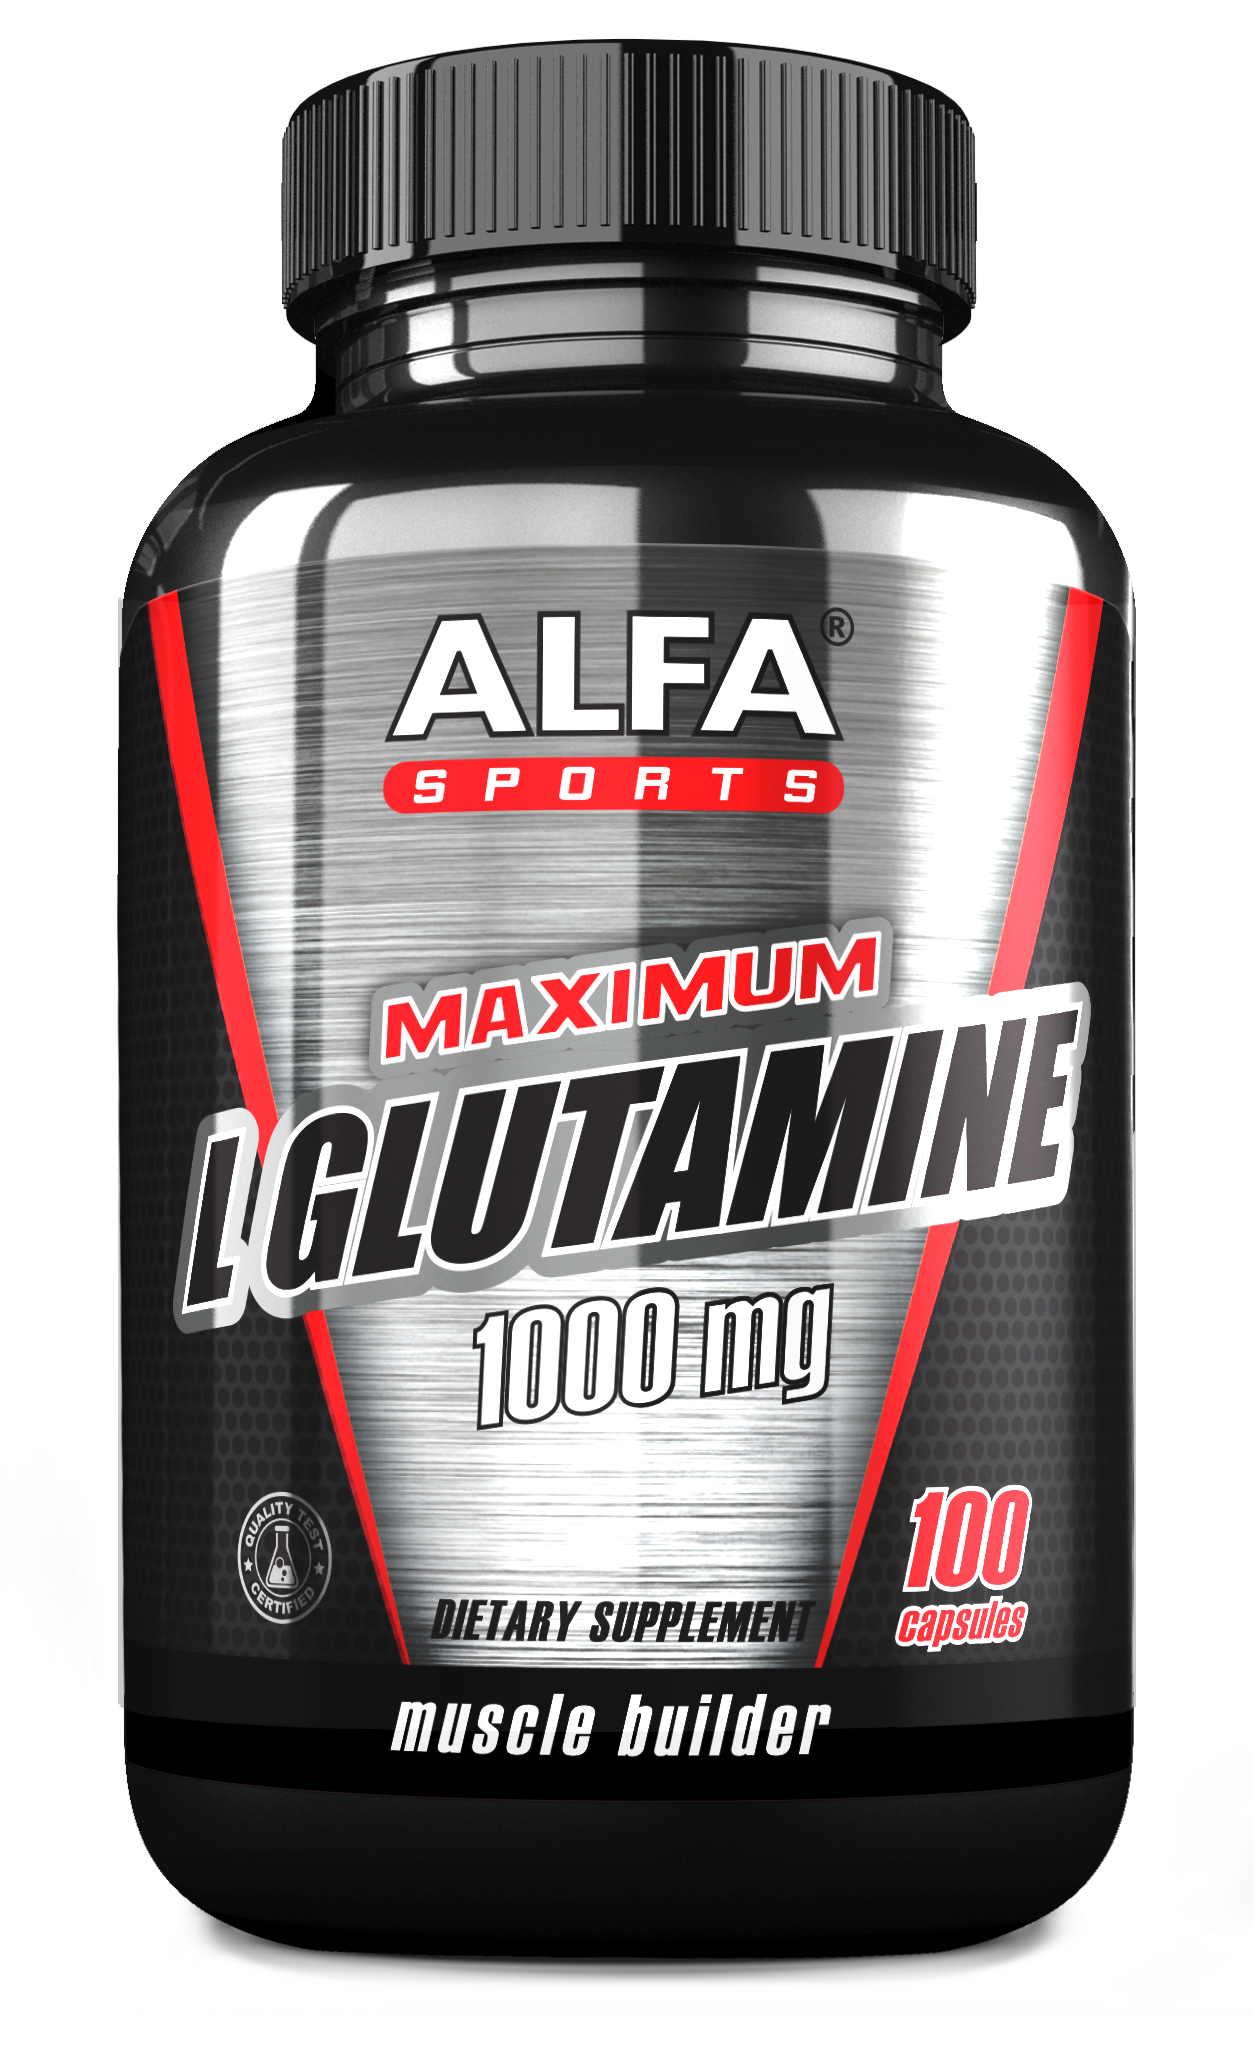 ALFA®
SPORTS
MAXIMUM
L GLUTAMINE
1000 mg
QUALITY TEST
CERTIFIED
100
capsules
DIETARY SUPPLEMENT
muscle builder